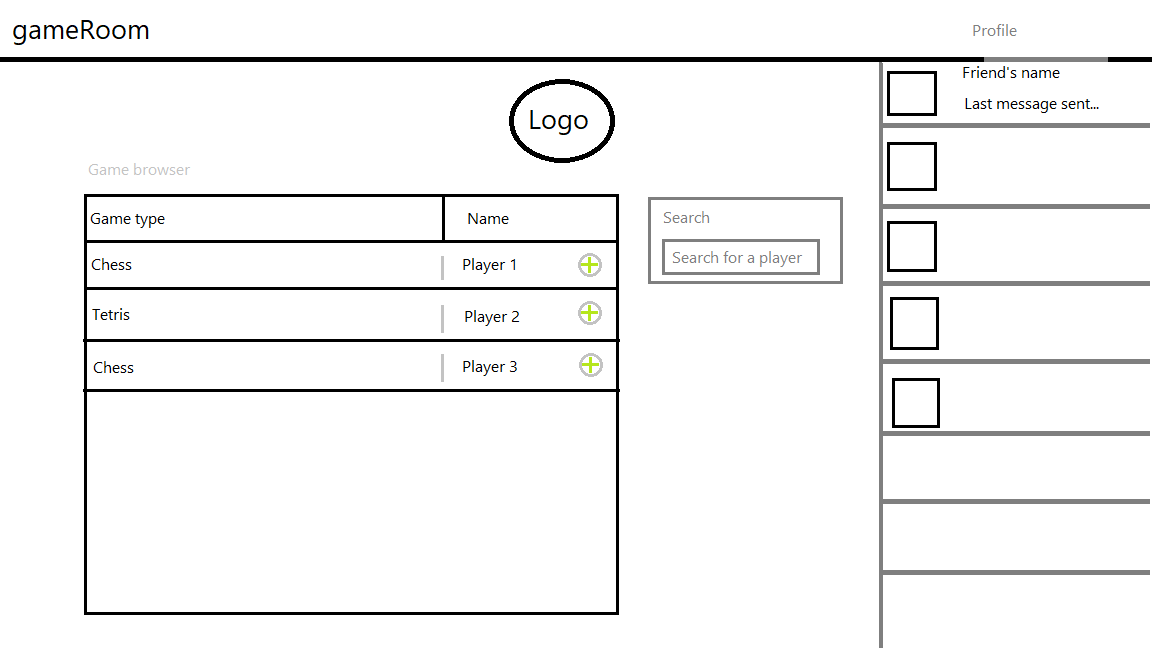 gameRoom
Profile
Logo
Game browser
Game type
Name
Chess
Player 1
Tetris
Player 2
Chess
Player 3
Search
Search for a player
Friend's name
Last message sent...